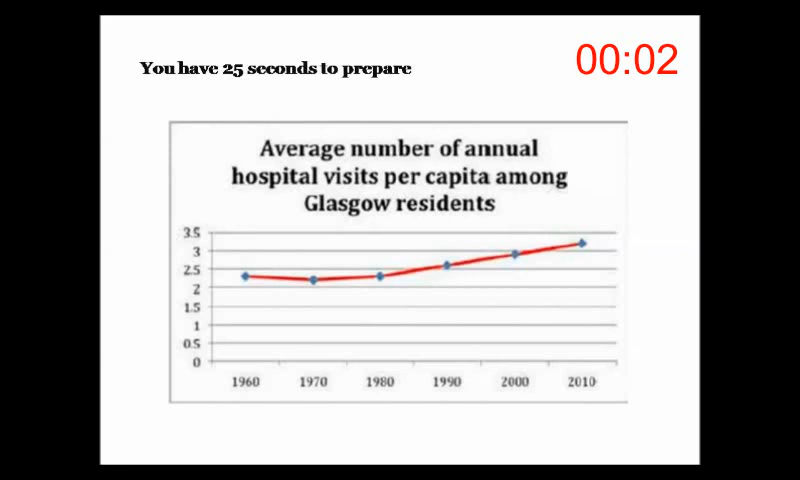 You have 25 seconds to prepare
00:02
Average number of annual
hospital visits per capita among
Glasgow residents
3.5
3
2.5
2
1.5
1
0.5
0
1960 1970 1980 1990 2000 2010